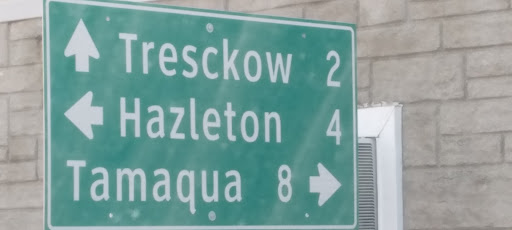 ↑ Tresckow 2
← Hazleton 4
Tamaqua 8 →